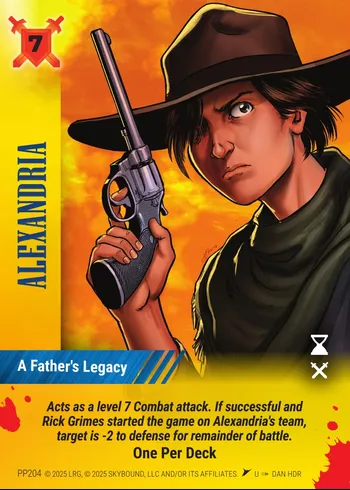 7
ALEXANDRIA
A Father's Legacy
Acts as a level 7 Combat attack. If successful and
Rick Grimes started the game on Alexandria's team,
target is -2 to defense for remainder of battle.
One Per Deck
PP204 © 2025 LRG, © 2025 SKYBOUND, LLC AND/OR ITS AFFILIATES. U DAN HDR